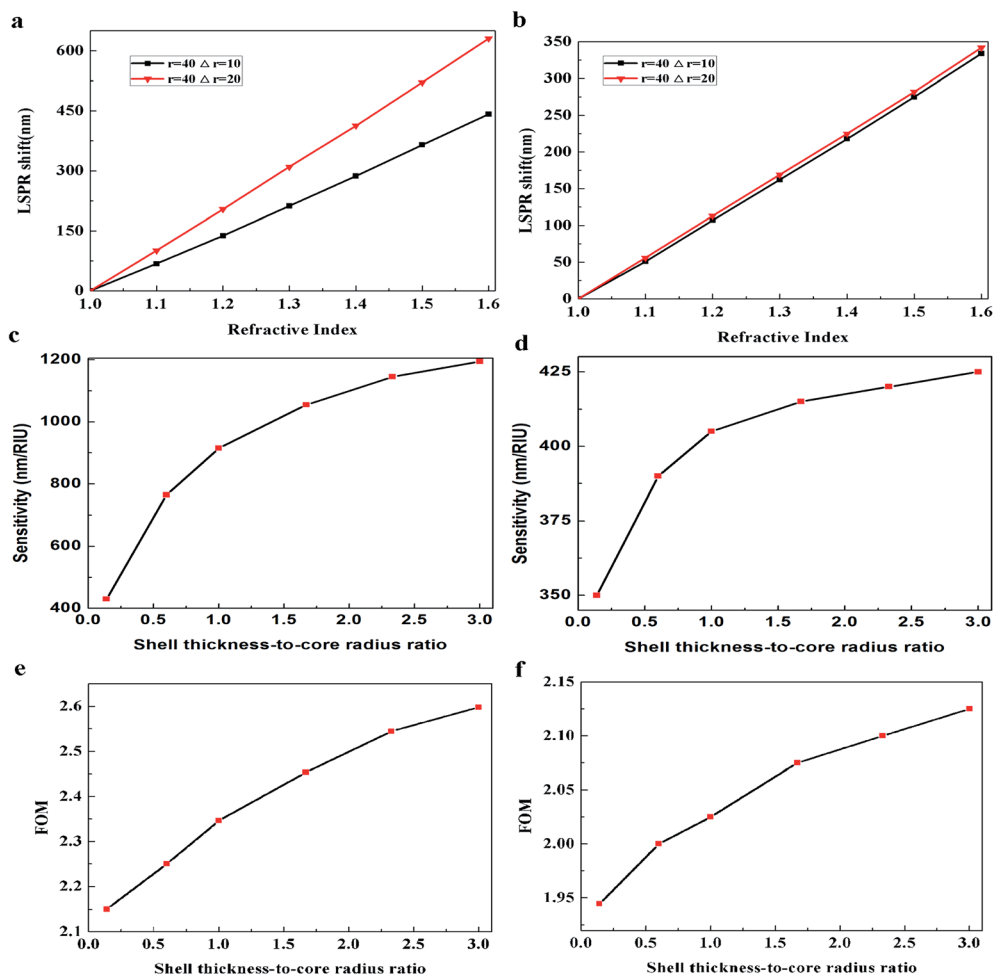 a
LSPR shift(nm)
600
450
300
150
0
r=40 △ r=10
r=40 △ r=20
1.0 1.1 1.2 1.3 1.4 1.5 1.6
Refractive Index
b
LSPR shift(nm)
350
300
250
200
150
100
50
0
r=40 △ r=10
r=40 △ r=20
1.0 1.1 1.2 1.3 1.4 1.5 1.6
Refractive Index
c
Sensitivity (nm/RIU)
1200
1000
800
600
400
0.0 0.5 1.0 1.5 2.0 2.5 3.0
Shell thickness-to-core radius ratio
d
Sensitivity (nm/RIU)
425
400
375
350
0.0 0.5 1.0 1.5 2.0 2.5 3.0
Shell thickness-to-core radius ratio
e
FOM
2.6
2.5
2.4
2.3
2.2
2.1
0.0 0.5 1.0 1.5 2.0 2.5 3.0
Shell thickness-to-core radius ratio
f
FOM
2.15
2.10
2.05
2.00
1.95
0.0 0.5 1.0 1.5 2.0 2.5 3.0
Shell thickness-to-core radius ratio